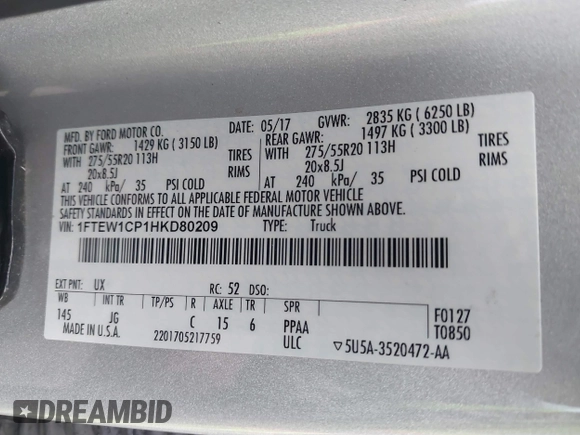 MFD. BY FORD MOTOR CO. DATE: 05/17 GVWR: 2835 KG ( 6250 LB)
FRONT GAWR: 1429 KG ( 3150 LB) REAR GAWR: 1497 KG ( 3300 LB)
WITH 275/55R20 113H TIRES WITH 275/55R20 113H TIRES
20x8.5J RIMS 20x8.5J RIMS
AT 240 kPa/ 35 PSI COLD AT 240 kPa/ 35 PSI COLD
THIS VEHICLE CONFORMS TO ALL APPLICABLE FEDERAL MOTOR VEHICLE
SAFETY STANDARDS IN EFFECT ON THE DATE OF MANUFACTURE SHOWN ABOVE
VIN: 1FTEW1CP1HKD80209 TYPE: Truck
EXT PNT: UX RC: 52 DSO:
WB INT TR TP/PS R AXLE TR SPR
145 JG C 15 6 PPAA F0127
MADE IN U.S.A. 2201705217759 ULC T0850
▽5U5A-3520472-AA
DREAMBID